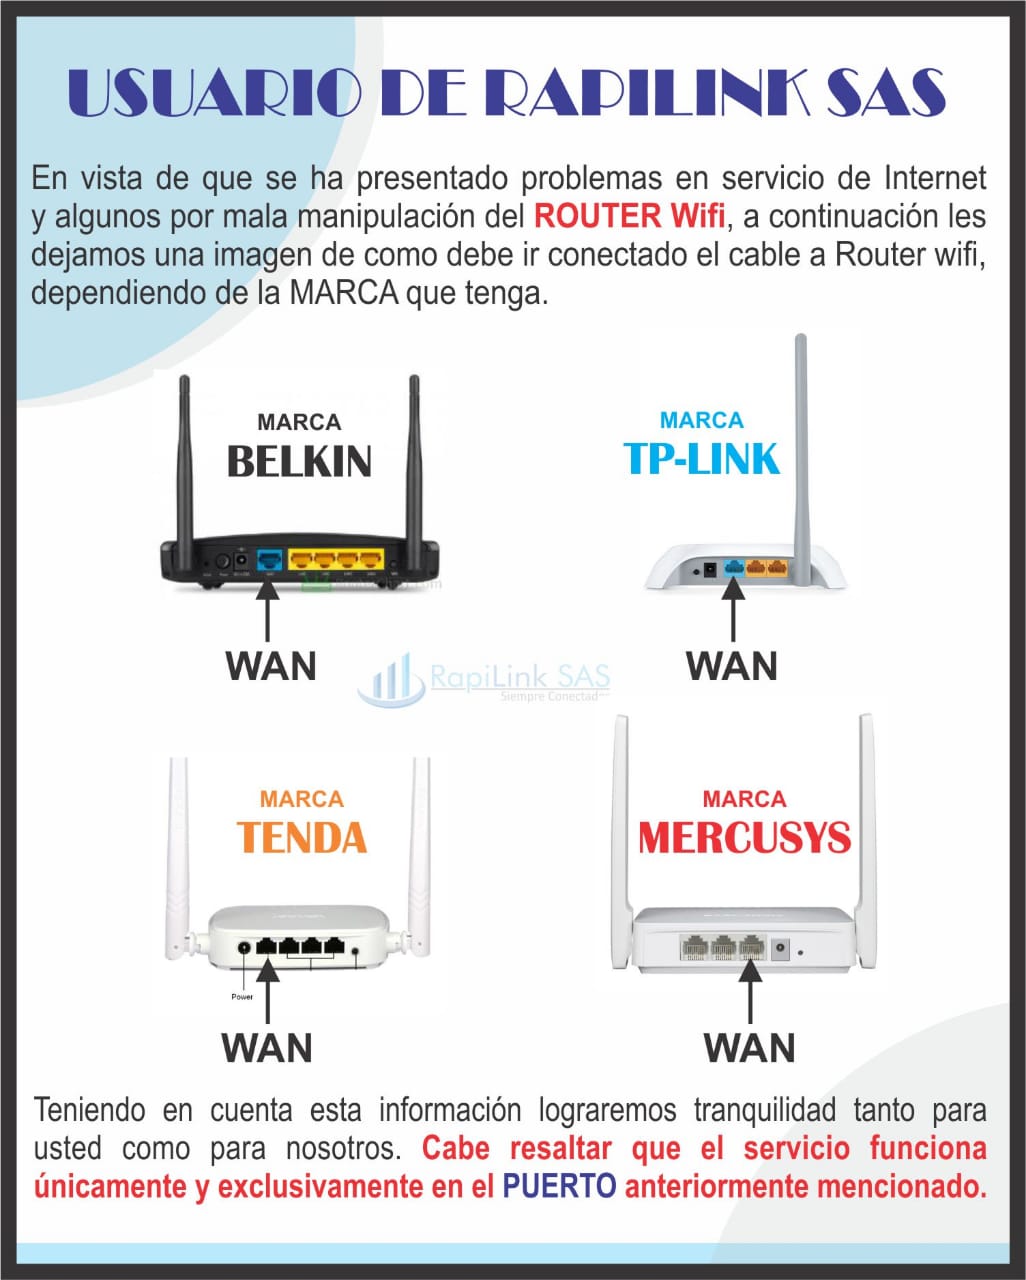 USUARIO DE RAPILINK SAS
En vista de que se ha presentado problemas en servicio de Internet
y algunos por mala manipulación del ROUTER Wifi, a continuación les
dejamos una imagen de como debe ir conectado el cable a Router wifi,
dependiendo de la MARCA que tenga.
MARCA
BELKIN
MARCA
TP-LINK
WAN
WAN
RapiLink SAS
Siempre Conectad
MARCA
TENDA
MARCA
MERCUSYS
Power
WAN
WAN
Teniendo en cuenta esta información lograremos tranquilidad tanto para
usted como para nosotros. Cabe resaltar que el servicio funciona
únicamente y exclusivamente en el PUERTO anteriormente mencionado.